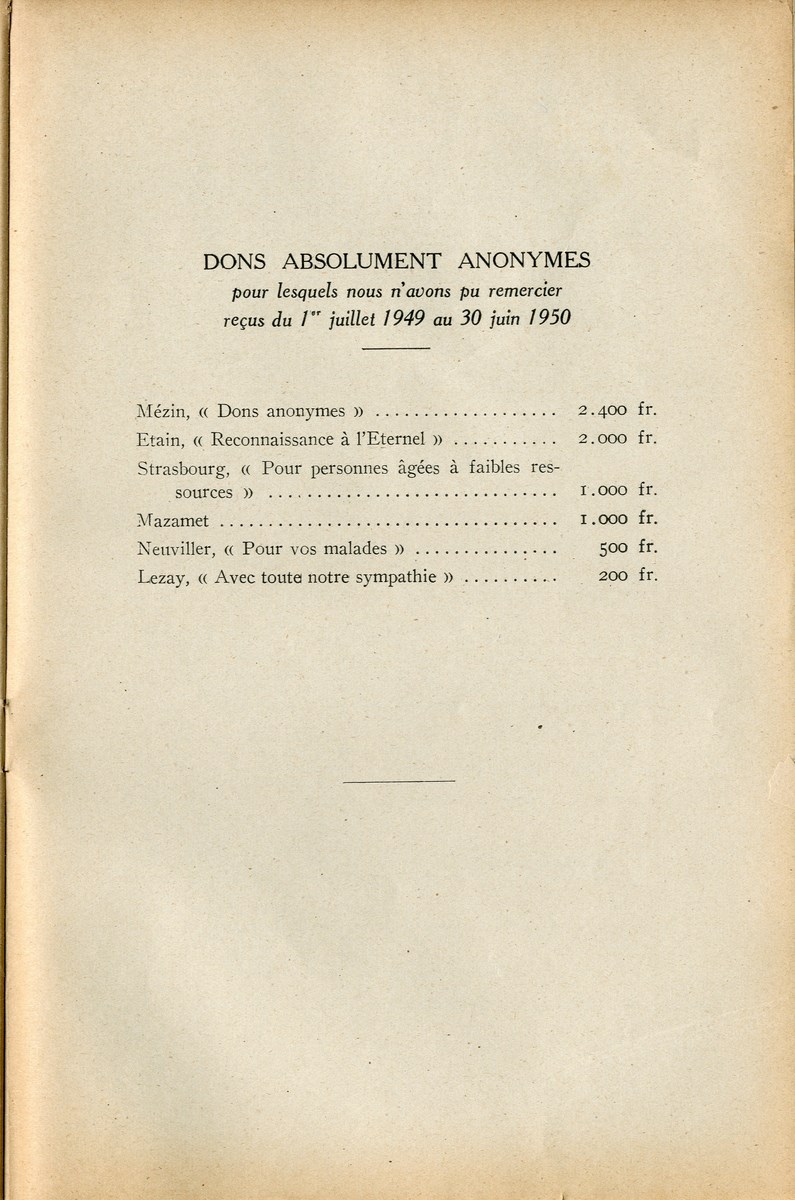 DONS ABSOLUMENT ANONYMES
pour lesquels nous n'avons pu remercier
reçus du 1er juillet 1949 au 30 juin 1950
Mézin, « Dons anonymes » ................... 2.400 fr.
Etain, « Reconnaissance à l'Eternel » ........... 2.000 fr.
Strasbourg, « Pour personnes âgées à faibles res-
sources » .............................. 1.000 fr.
Mazamet ................................... 1.000 fr.
Neuviller, « Pour vos malades » ............... 500 fr.
Lezay, « Avec toute notre sympathie » .......... 200 fr.